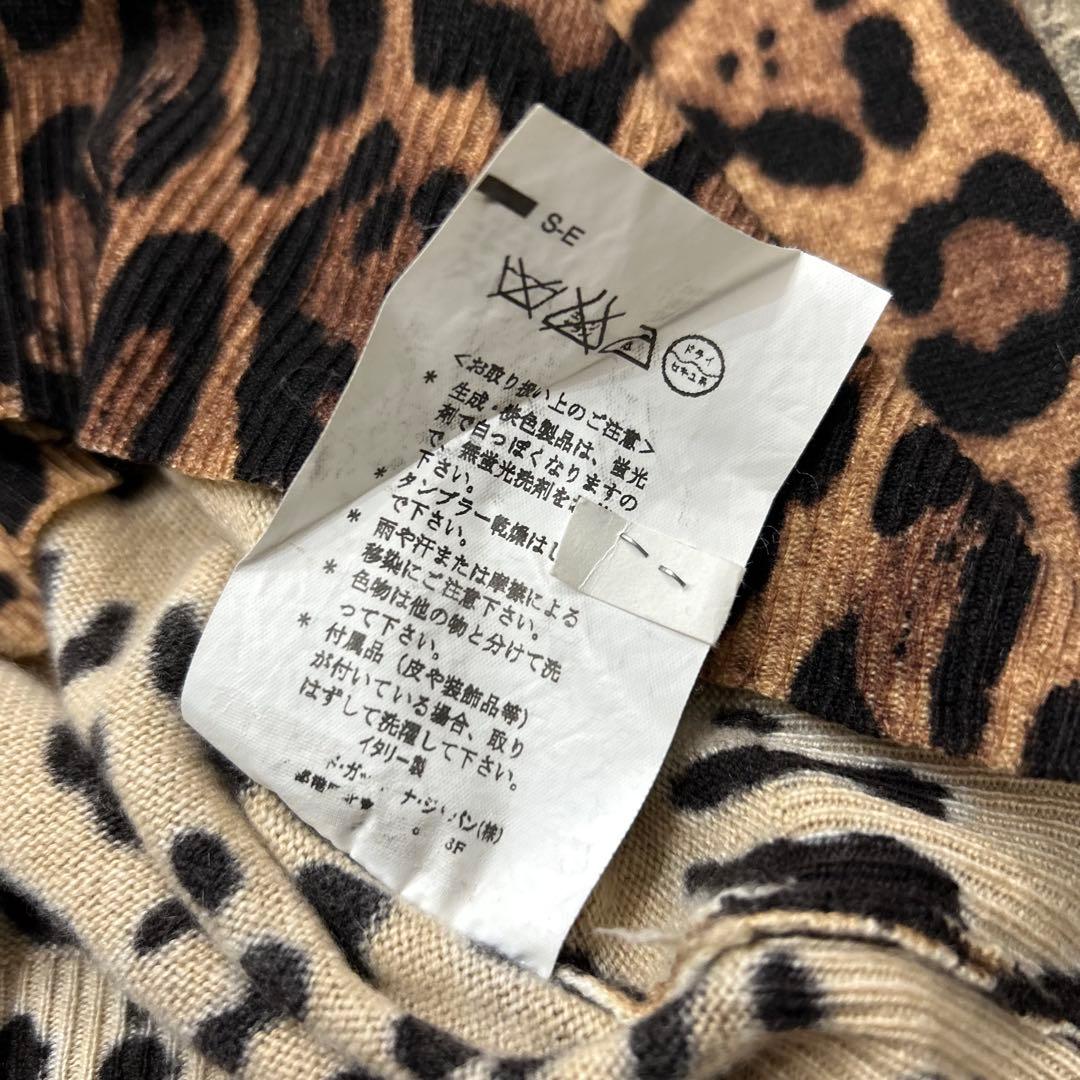 S-E
ドライ
セキユ系
<お取り扱い上のご注意>
* 生成・淡色製品は、蛍光
剤で白っぽくなりますの
で、無蛍光洗剤を
下さい。
* タンブラー乾燥は
で下さい。
* 雨や汗または摩擦による
移染にご注意下さい。
* 色物は他の物と分けて洗
って下さい。
* 付属品(皮や装飾品等)
が付いている場合、取り
はずして洗濯して下さい。
イタリー製
ド・ガッ ナ・ジャパン(株)
3F